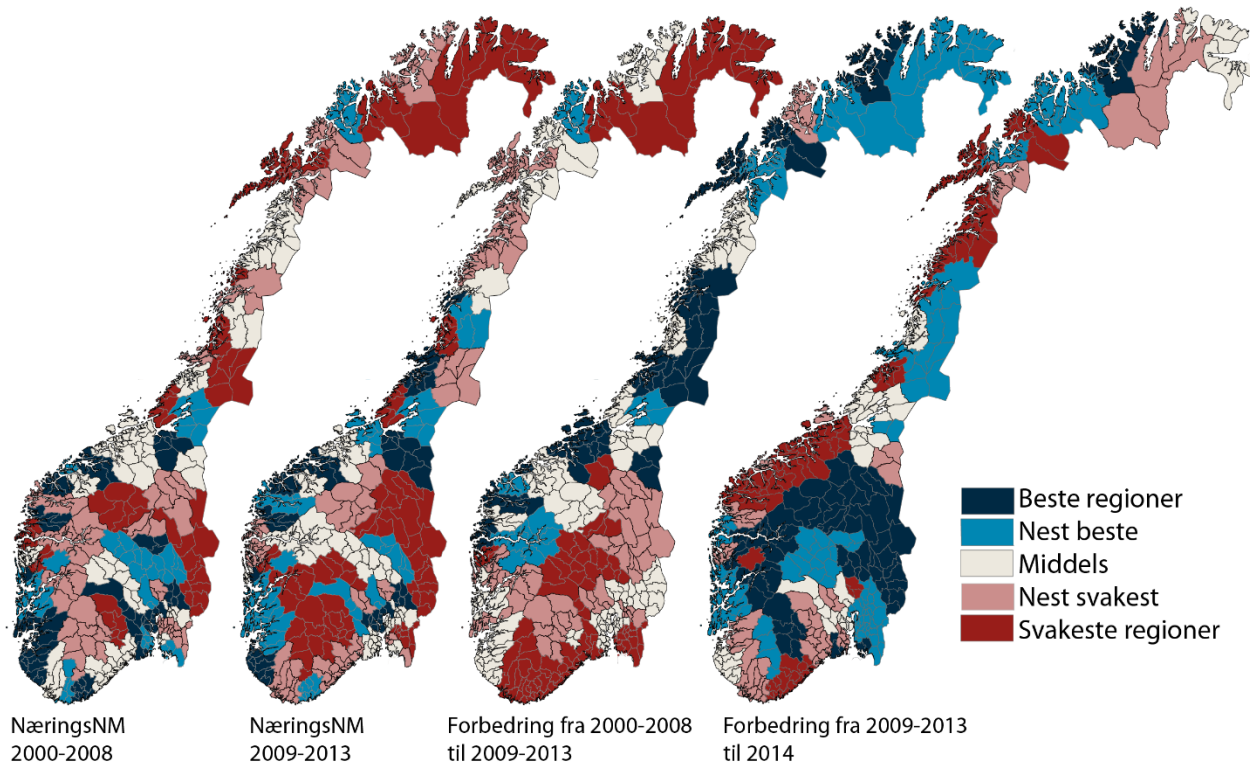 Beste regioner
Nest beste
Middels
Nest svakest
Svakeste regioner
NæringsNM
2000-2008
NæringsNM
2009-2013
Forbedring fra 2000-2008
til 2009-2013
Forbedring fra 2009-2013
til 2014